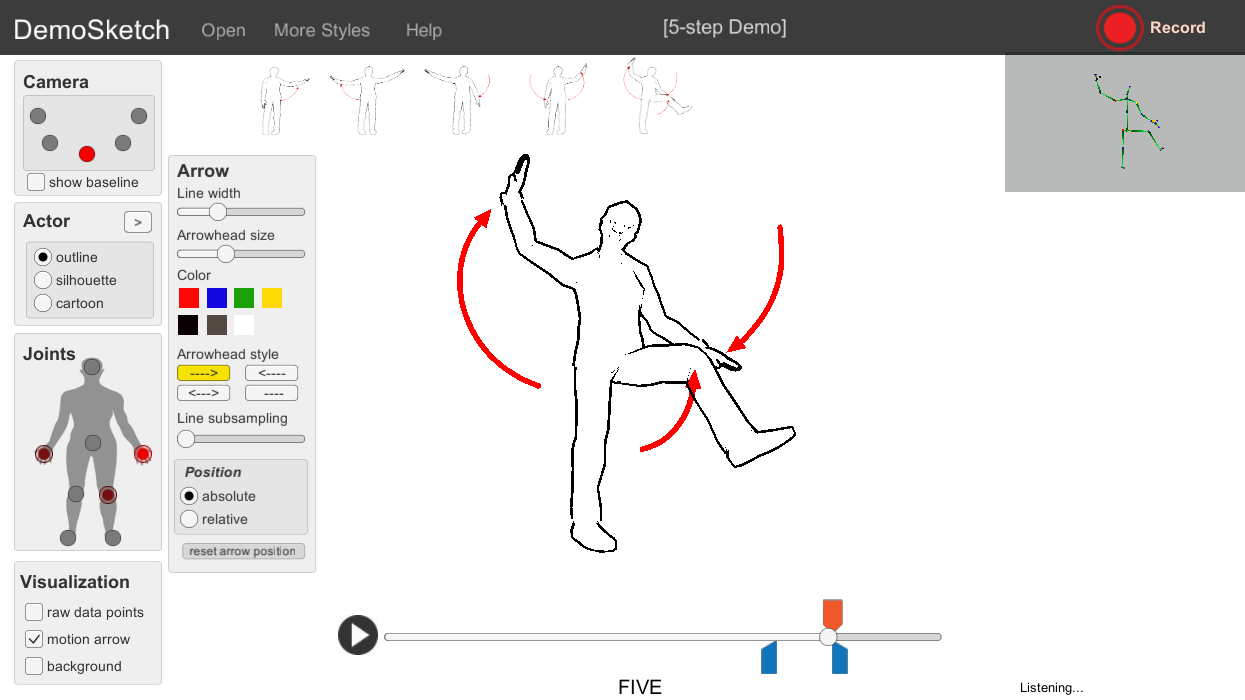 DemoSketch Open More Styles Help [5-step Demo] Record
Camera
show baseline
Actor >
outline
silhouette
cartoon
Joints
Visualization
raw data points
motion arrow
background
Arrow
Line width
Arrowhead size
Color
Arrowhead style
----> <----
<---> ----
Line subsampling
Position
absolute
relative
reset arrow position
FIVE
Listening...